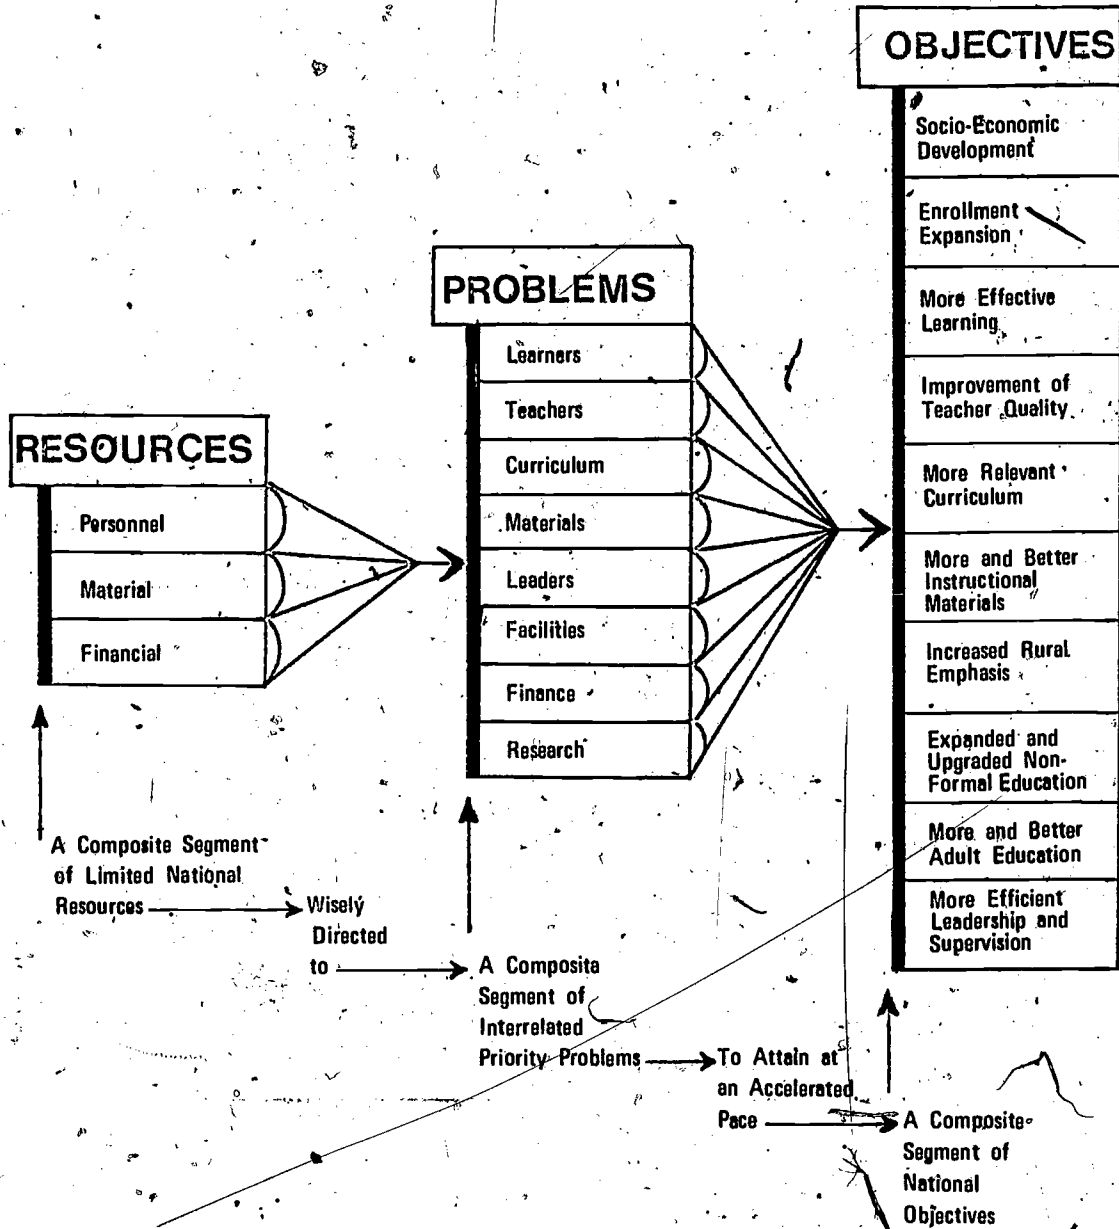 RESOURCES
Personnel
Material
Financial
PROBLEMS
Learners
Teachers
Curriculum
Materials
Leaders
Facilities
Finance
Research
OBJECTIVES
Socio-Economic
Development
Enrollment
Expansion
More Effective
Learning
Improvement of
Teacher Quality
More Relevant
Curriculum
More and Better
Instructional
Materials
Increased Rural
Emphasis
Expanded and
Upgraded Non-
Formal Education
More and Better
Adult Education
More Efficient
Leadership and
Supervision
A Composite Segment
of Limited National
Resources
Wisely
Directed
to
A Composite
Segment of
Interrelated
Priority Problems
To Attain at
an Accelerated
Pace
A Composite
Segment of
National
Objectives